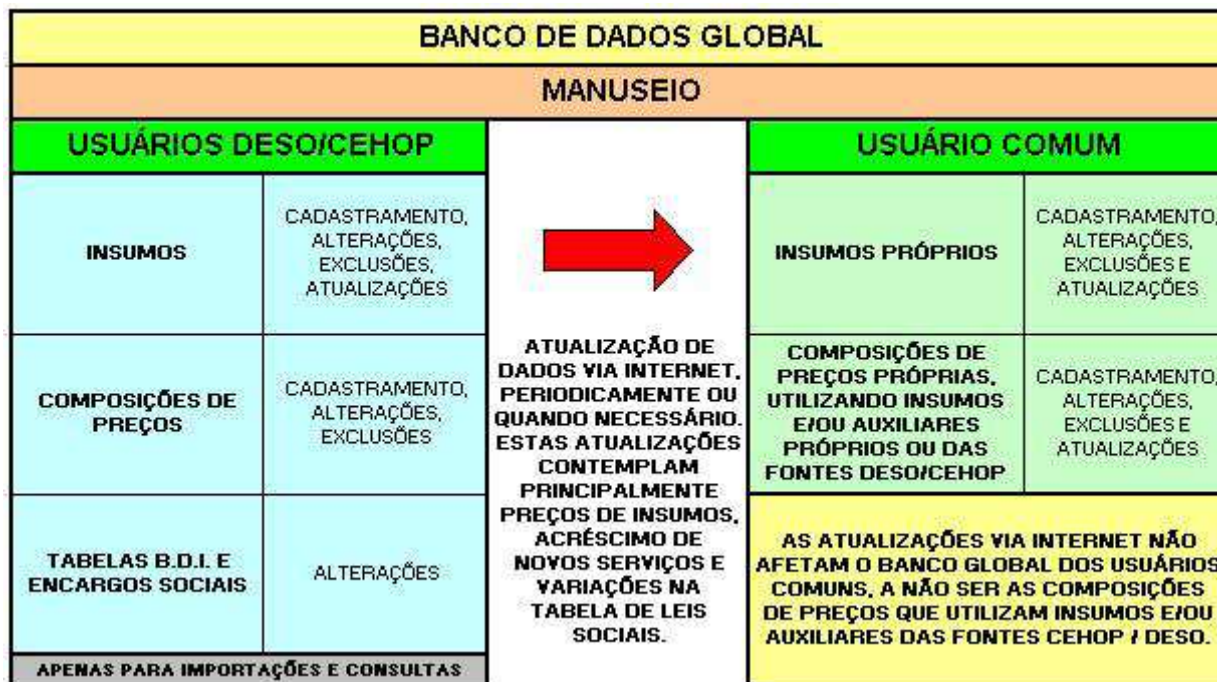 BANCO DE DADOS GLOBAL
MANUSEIO
USUÁRIOS DESO/CEHOP
INSUMOS
CADASTRAMENTO,
ALTERAÇÕES,
EXCLUSÕES,
ATUALIZAÇÕES
COMPOSIÇÕES DE
PREÇOS
CADASTRAMENTO,
ALTERAÇÕES,
EXCLUSÕES
TABELAS B.D.I. E
ENCARGOS SOCIAIS
ALTERAÇÕES
APENAS PARA IMPORTAÇÕES E CONSULTAS
ATUALIZAÇÃO DE
DADOS VIA INTERNET,
PERIODICAMENTE OU
QUANDO NECESSÁRIO.
ESTAS ATUALIZAÇÕES
CONTEMPLAM
PRINCIPALMENTE
PREÇOS DE INSUMOS,
ACRÉSCIMO DE
NOVOS SERVIÇOS E
VARIAÇÕES NA
TABELA DE LEIS
SOCIAIS.
USUÁRIO COMUM
INSUMOS PRÓPRIOS
CADASTRAMENTO,
ALTERAÇÕES,
EXCLUSÕES E
ATUALIZAÇÕES
COMPOSIÇÕES DE
PREÇOS PRÓPRIAS,
UTILIZANDO INSUMOS
E/OU AUXILIARES
PRÓPRIOS OU DAS
FONTES DESO/CEHOP
CADASTRAMENTO,
ALTERAÇÕES,
EXCLUSÕES E
ATUALIZAÇÕES
AS ATUALIZAÇÕES VIA INTERNET NÃO
AFETAM O BANCO GLOBAL DOS USUÁRIOS
COMUNS, A NÃO SER AS COMPOSIÇÕES
DE PREÇOS QUE UTILIZAM INSUMOS E/OU
AUXILIARES DAS FONTES CEHOP / DESO.